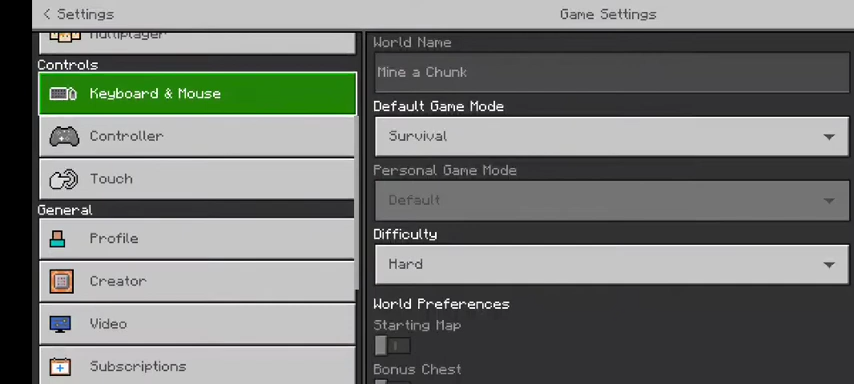 Settings
Game Settings
Multiplayer
Controls
Keyboard & Mouse
Controller
Touch
General
Profile
Creator
Video
Subscriptions
World Name
Mine a Chunk
Default Game Mode
Survival
Personal Game Mode
Default
Difficulty
Hard
World Preferences
Starting Map
Bonus Chest